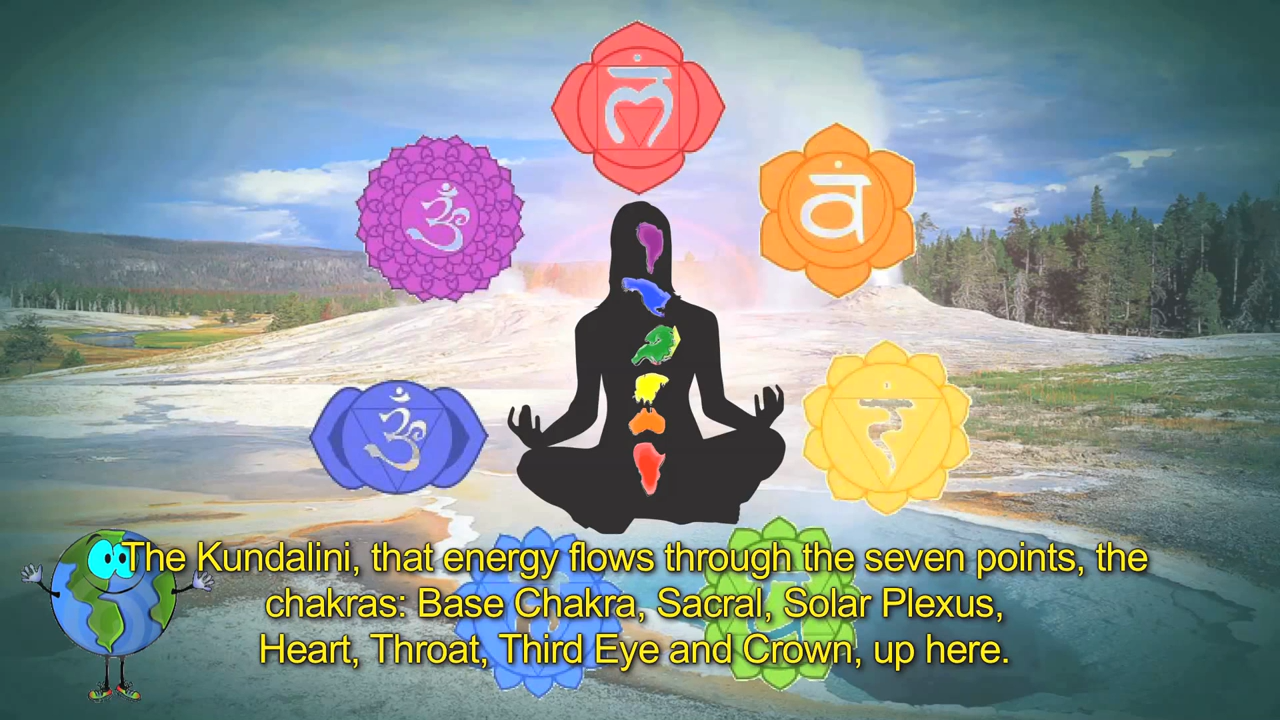 लं
ॐ
वं
ॐ
रं
The Kundalini, that energy flows through the seven points, the
chakras: Base Chakra, Sacral, Solar Plexus,
Heart, Throat, Third Eye and Crown, up here.